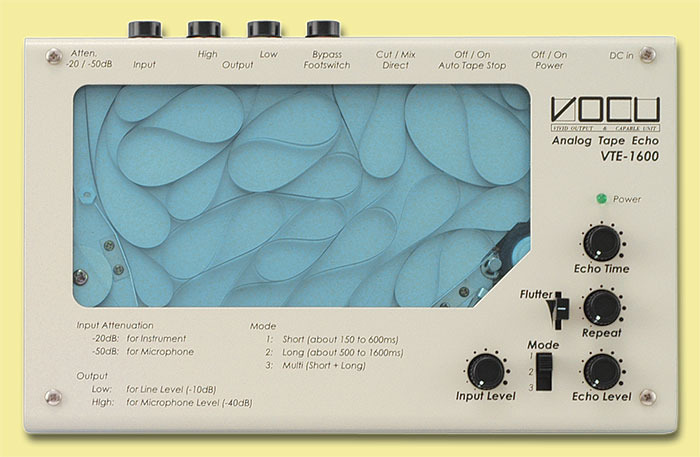 Atten.
-20 / -50dB
Input
High
Low
Output
Bypass
Footswitch
Cut / Mix
Direct
Off / On
Auto Tape Stop
Off / On
Power
DC in
VOCU
VIVID OUTPUT & CAPABLE UNIT
Analog Tape Echo
VTE-1600
Power
Echo Time
Flutter
Repeat
Mode
1
2
3
Input Level
Echo Level
Input Attenuation
-20dB: for Instrument
-50dB: for Microphone
Output
Low: for Line Level (-10dB)
High: for Microphone Level (-40dB)
Mode
1: Short (about 150 to 600ms)
2: Long (about 500 to 1600ms)
3: Multi (Short + Long)